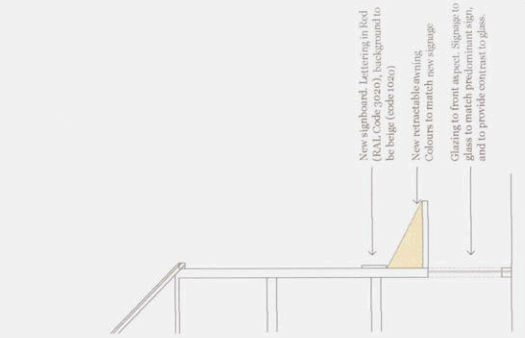 New signboard. Lettering in Red
(RAL Code 3020), background to
be beige (code 1020)
New retractable awning
Colours to match new signage
Glazing to front aspect. Signage to
glass to match predominant sign,
and to provide contrast to glass.